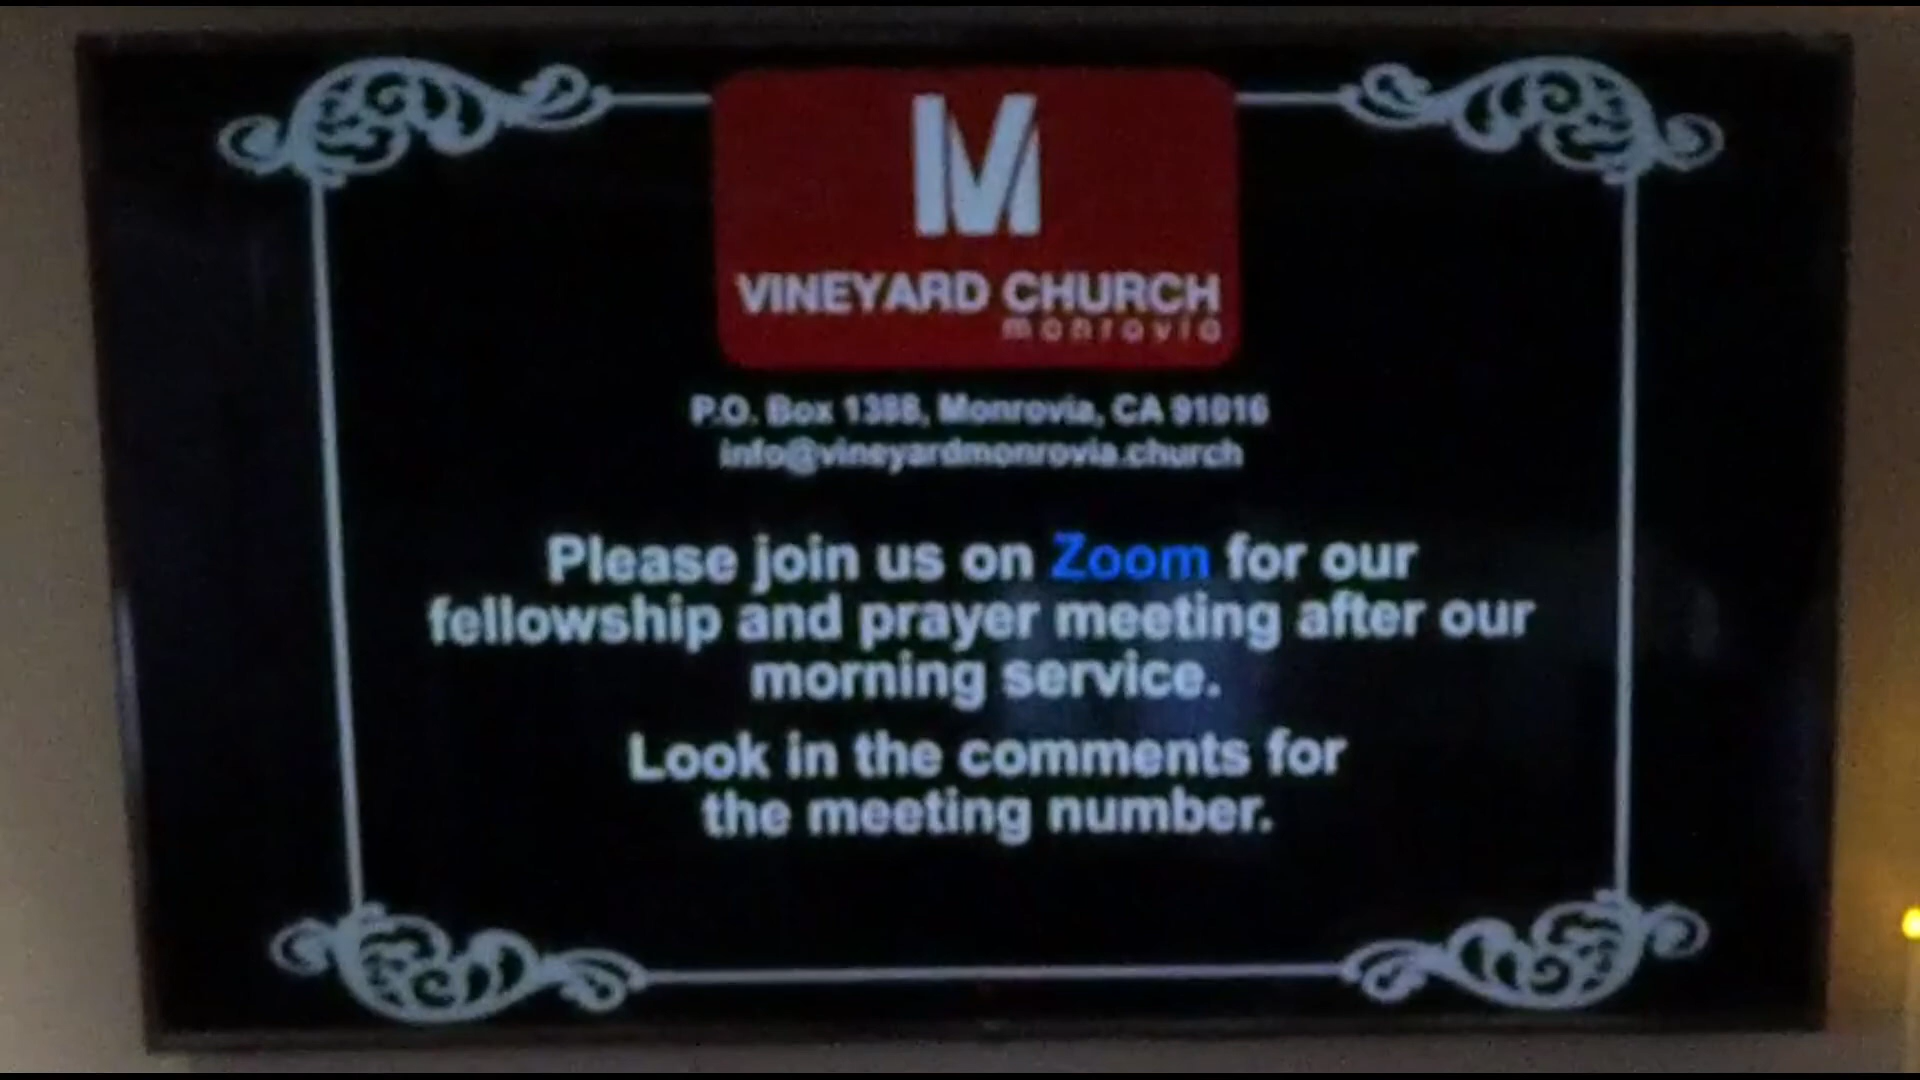 VINEYARD CHURCH
monrovia
P.O. Box 1388, Monrovia, CA 91016
info@vineyardmonrovia.church
Please join us on Zoom for our
fellowship and prayer meeting after our
morning service.
Look in the comments for
the meeting number.